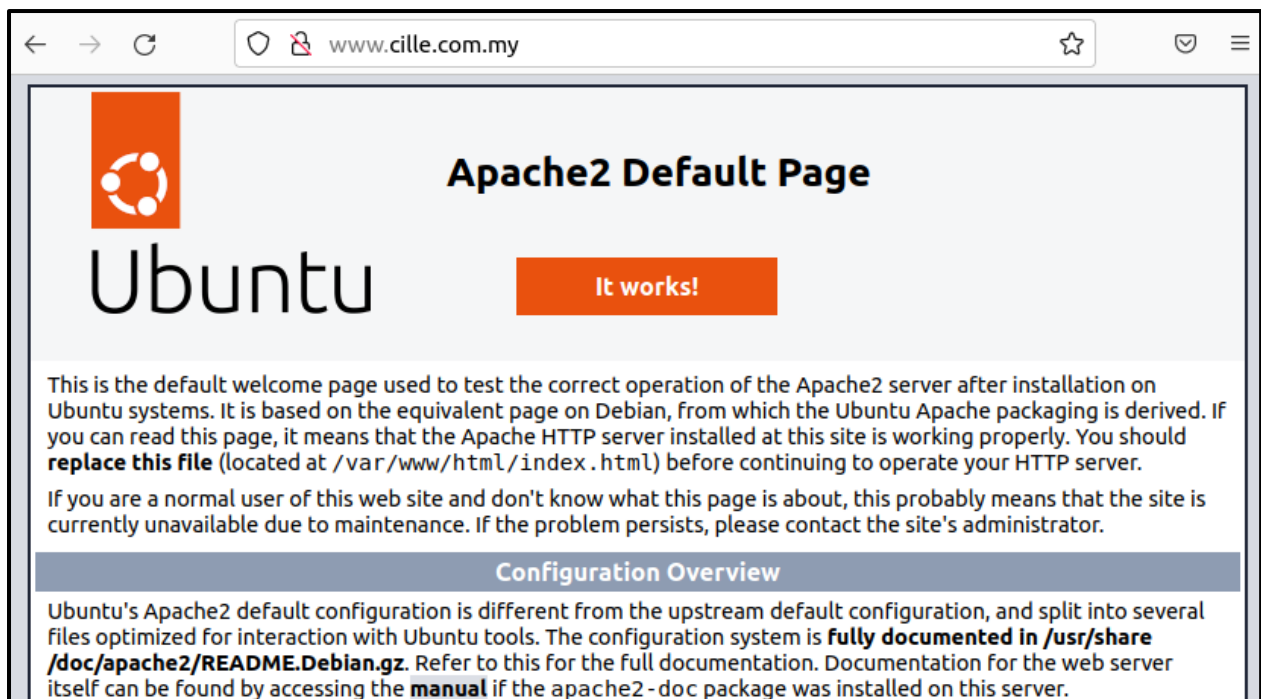 www.cille.com.my
Apache2 Default Page
Ubuntu
It works!
This is the default welcome page used to test the correct operation of the Apache2 server after installation on
Ubuntu systems. It is based on the equivalent page on Debian, from which the Ubuntu Apache packaging is derived. If
you can read this page, it means that the Apache HTTP server installed at this site is working properly. You should
replace this file (located at /var/www/html/index.html) before continuing to operate your HTTP server.
If you are a normal user of this web site and don't know what this page is about, this probably means that the site is
currently unavailable due to maintenance. If the problem persists, please contact the site's administrator.
Configuration Overview
Ubuntu's Apache2 default configuration is different from the upstream default configuration, and split into several
files optimized for interaction with Ubuntu tools. The configuration system is fully documented in /usr/share
/doc/apache2/README.Debian.gz. Refer to this for the full documentation. Documentation for the web server
itself can be found by accessing the manual if the apache2-doc package was installed on this server.